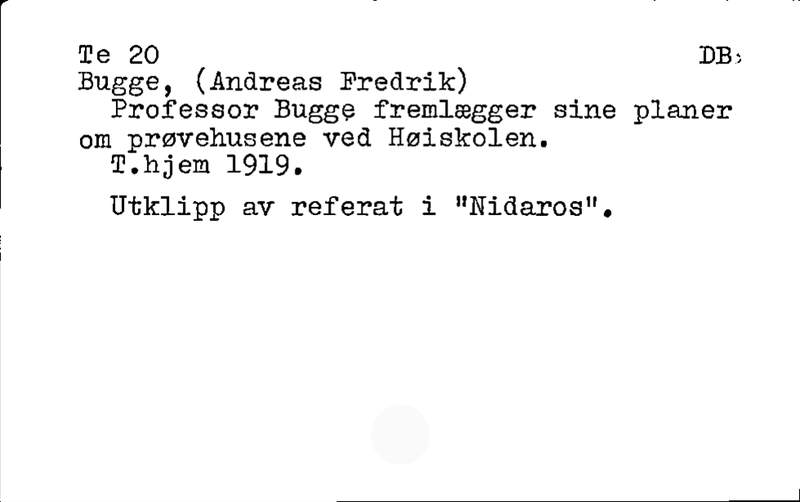 Te 20 DB:
Bugge, (Andreas Fredrik)
Professor Bugge fremlægger sine planer
om prøvehusene ved Høiskolen.
T.hjem 1919.
Utklipp av referat i "Nidaros".